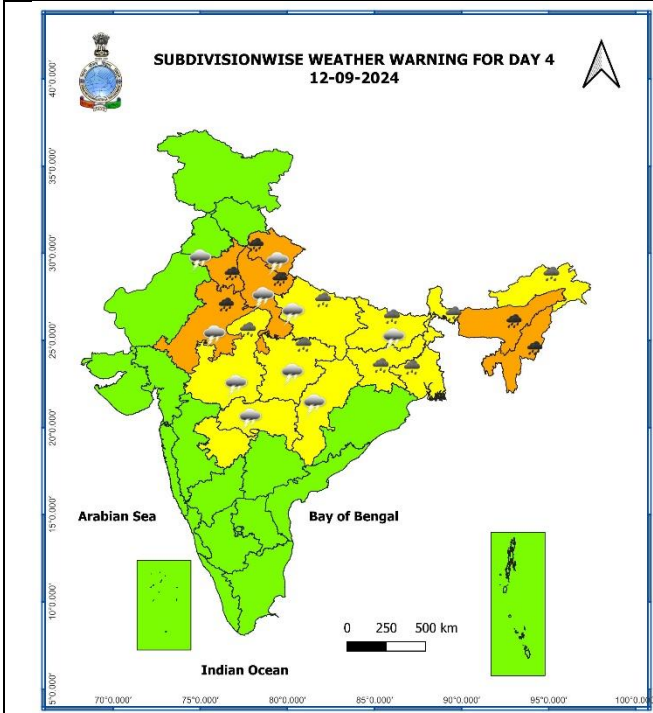 SUBDIVISIONWISE WEATHER WARNING FOR DAY 4
12-09-2024
40°0.000'
35°0.000'
30°0.000'
25°0.000'
20°0.000'
15°0.000'
10°0.000'
5°0.000'
Arabian Sea
Bay of Bengal
0 250 500 km
Indian Ocean
70°0.000' 75°0.000' 80°0.000' 85°0.000' 90°0.000' 95°0.000'